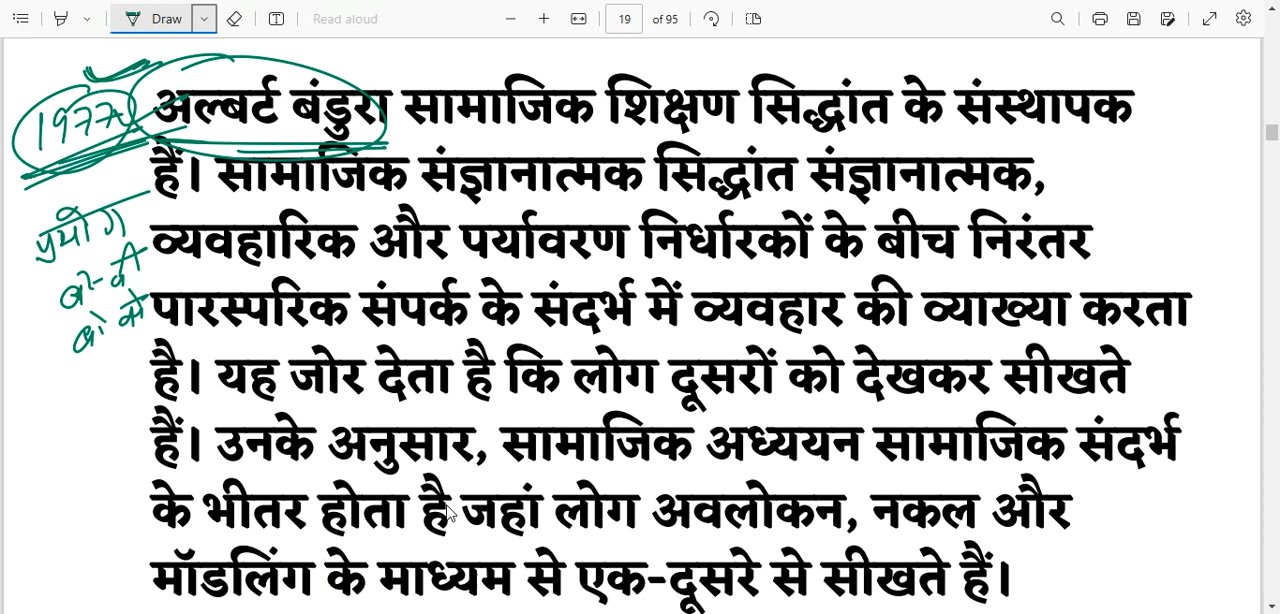 Draw
Read aloud
19 of 95
1977
अल्बर्ट बंडुरा सामाजिक शिक्षण सिद्धांत के संस्थापक
हैं। सामाजिक संज्ञानात्मक सिद्धांत संज्ञानात्मक,
प्रयोग
व्यवहारिक और पर्यावरण निर्धारकों के बीच निरंतर
पारस्परिक संपर्क के संदर्भ में व्यवहार की व्याख्या करता
है। यह जोर देता है कि लोग दूसरों को देखकर सीखते
हैं। उनके अनुसार, सामाजिक अध्ययन सामाजिक संदर्भ
के भीतर होता है जहां लोग अवलोकन, नकल और
मॉडलिंग के माध्यम से एक-दूसरे से सीखते हैं।